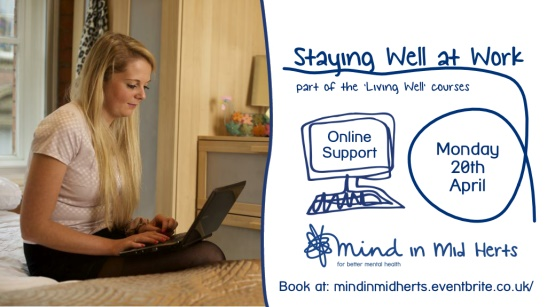 Staying Well at Work
part of the 'Living Well' courses
Online
Support
Monday
20th
April
mind in Mid Herts
for better mental health
Book at: mindinmidherts.eventbrite.co.uk/